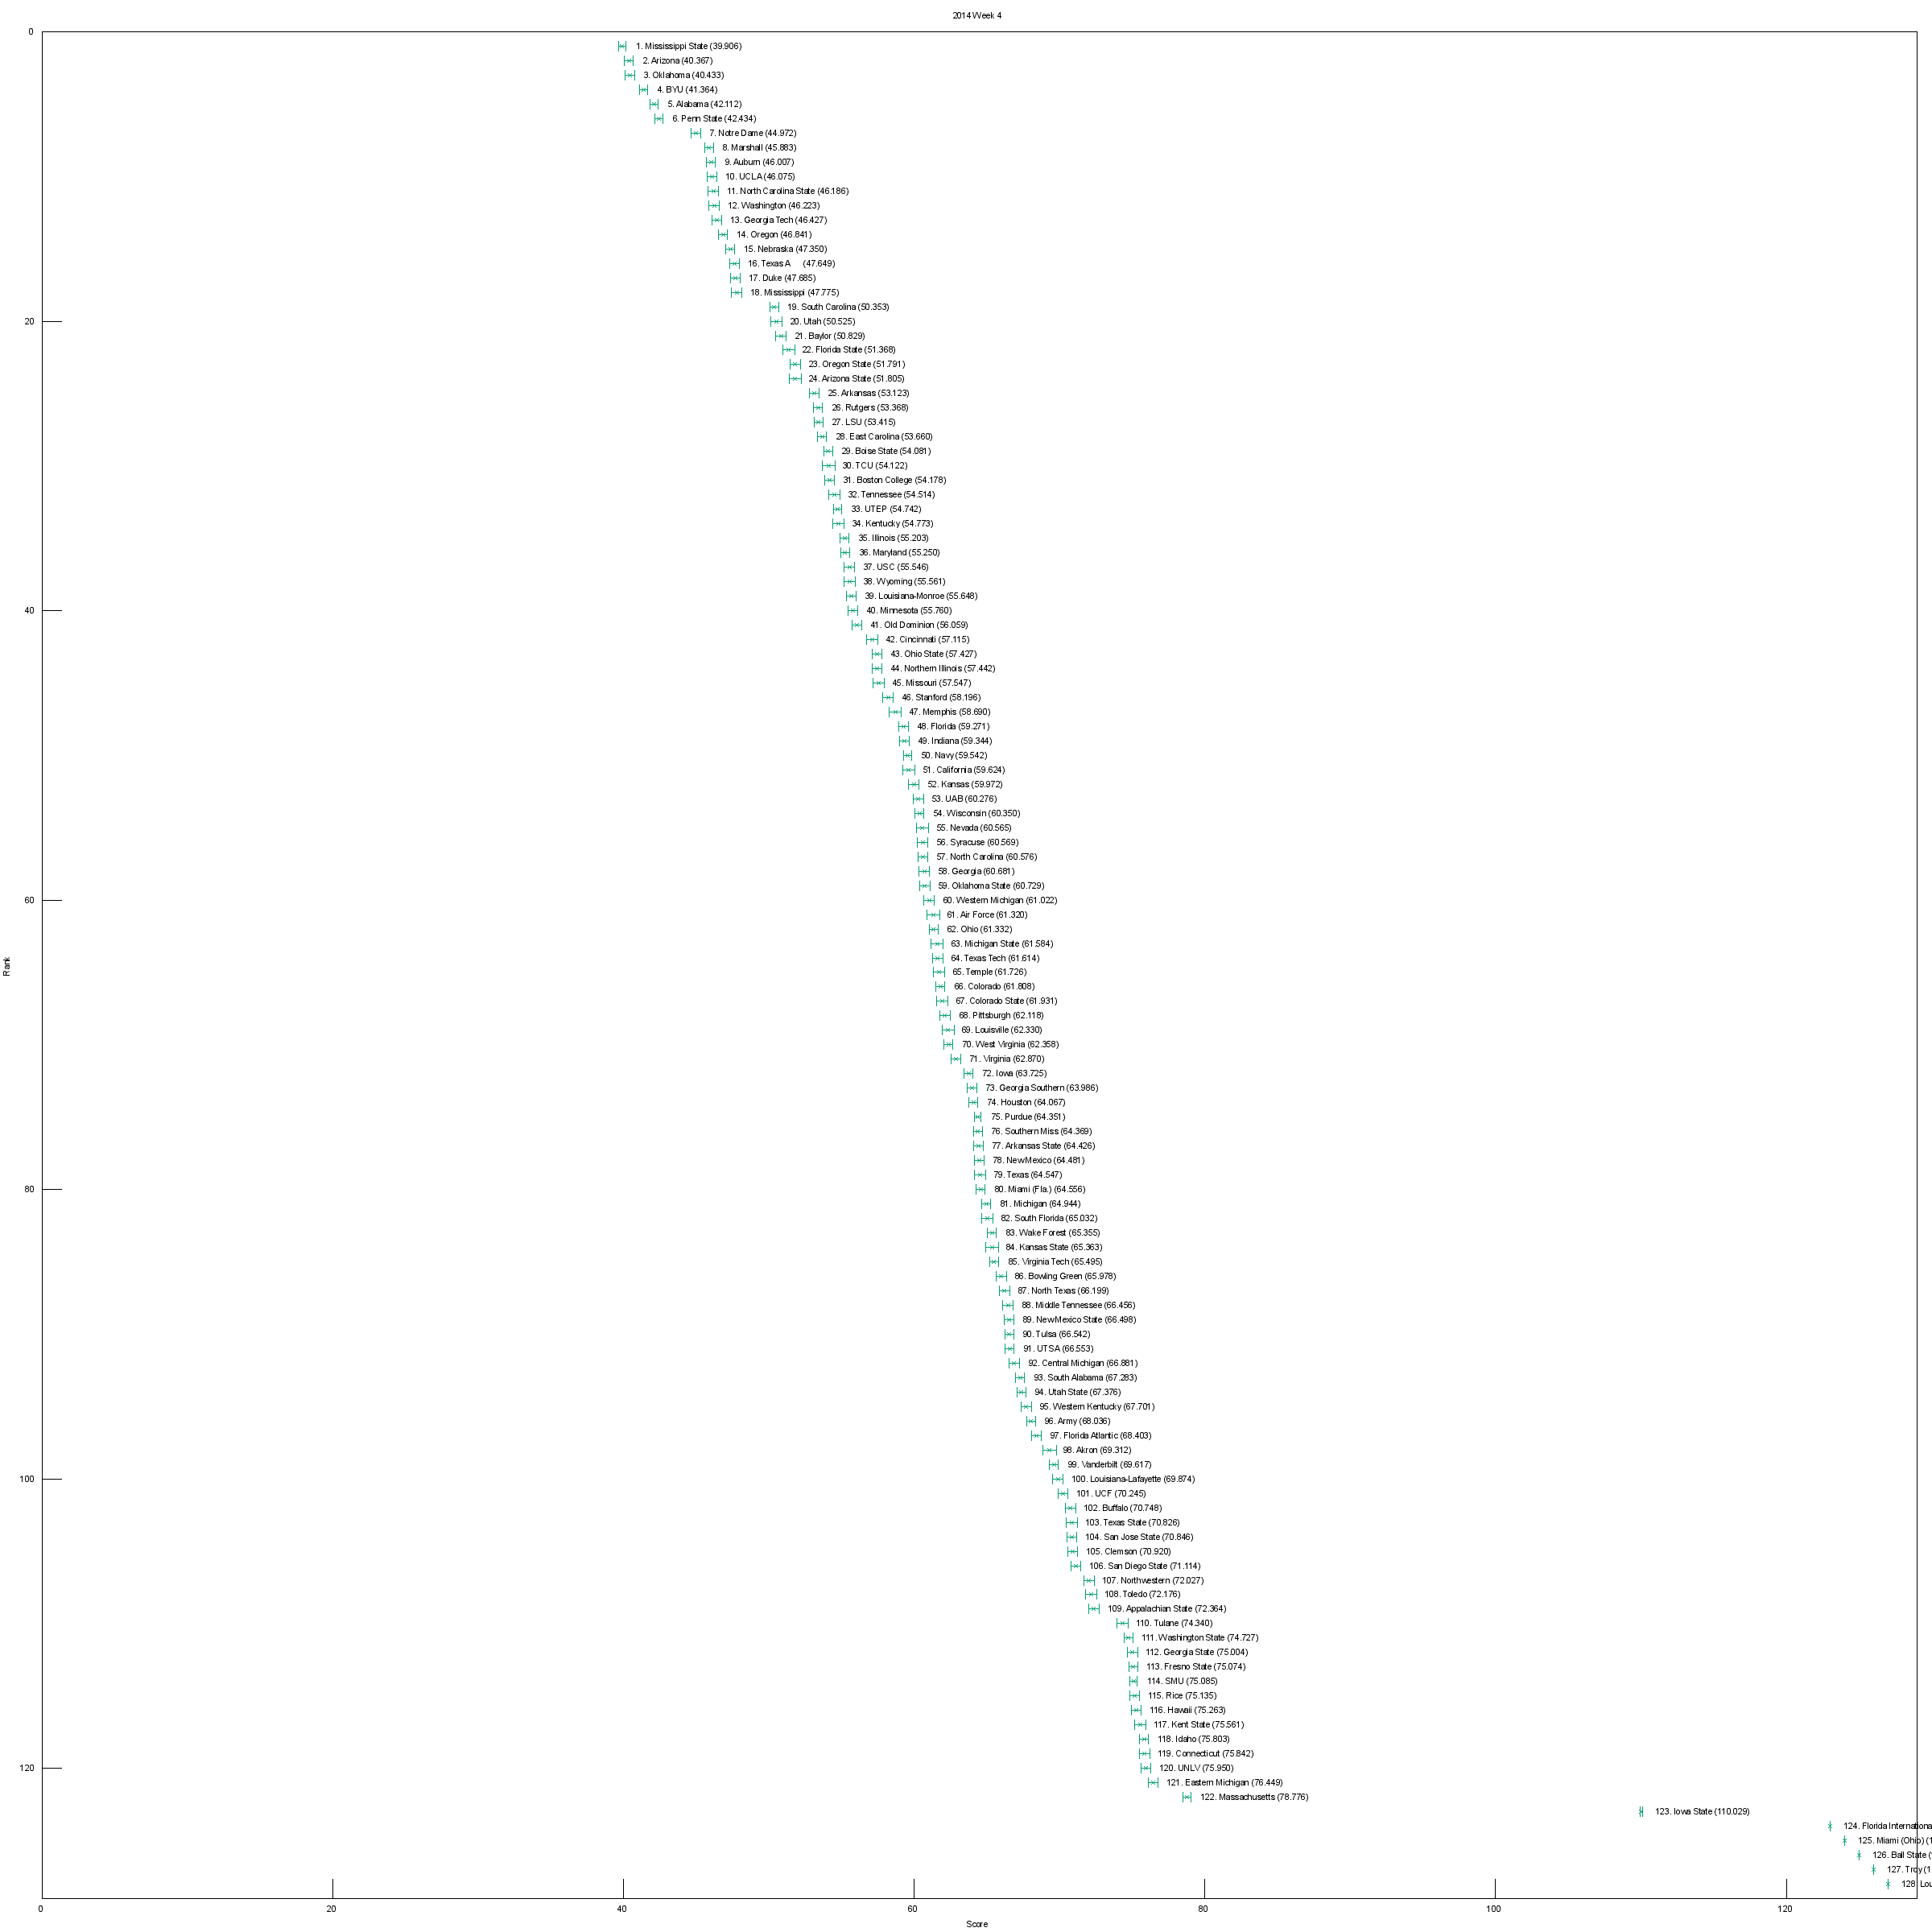 2014 Week 4
0
1. Mississippi State (39.906)
2. Arizona (40.367)
3. Oklahoma (40.433)
4. BYU (41.364)
5. Alabama (42.112)
6. Penn State (42.434)
7. Notre Dame (44.972)
8. Marshall (45.883)
9. Auburn (46.007)
10. UCLA (46.075)
11. North Carolina State (46.186)
12. Washington (46.223)
13. Georgia Tech (46.427)
14. Oregon (46.841)
15. Nebraska (47.350)
16. Texas A (47.649)
17. Duke (47.685)
18. Mississippi (47.775)
19. South Carolina (50.353)
20 20. Utah (50.525)
21. Baylor (50.829)
22. Florida State (51.368)
23. Oregon State (51.791)
24. Arizona State (51.805)
25. Arkansas (53.123)
26. Rutgers (53.368)
27. LSU (53.415)
28. East Carolina (53.660)
29. Boise State (54.081)
30. TCU (54.122)
31. Boston College (54.178)
32. Tennessee (54.514)
33. UTEP (54.742)
34. Kentucky (54.773)
35. Illinois (55.203)
36. Maryland (55.250)
37. USC (55.546)
38. Wyoming (55.561)
39. Louisiana-Monroe (55.648)
40 40. Minnesota (55.760)
41. Old Dominion (56.059)
42. Cincinnati (57.115)
43. Ohio State (57.427)
44. Northern Illinois (57.442)
45. Missouri (57.547)
46. Stanford (58.196)
47. Memphis (58.690)
48. Florida (59.271)
49. Indiana (59.344)
50. Navy (59.542)
51. California (59.624)
52. Kansas (59.972)
53. UAB (60.276)
54. Wisconsin (60.350)
55. Nevada (60.565)
56. Syracuse (60.569)
57. North Carolina (60.576)
58. Georgia (60.681)
59. Oklahoma State (60.729)
60 60. Western Michigan (61.022)
61. Air Force (61.320)
62. Ohio (61.332)
63. Michigan State (61.584)
64. Texas Tech (61.614)
65. Temple (61.726)
66. Colorado (61.808)
67. Colorado State (61.931)
68. Pittsburgh (62.118)
69. Louisville (62.330)
70. West Virginia (62.358)
71. Virginia (62.870)
72. Iowa (63.725)
73. Georgia Southern (63.986)
74. Houston (64.067)
75. Purdue (64.351)
76. Southern Miss (64.369)
77. Arkansas State (64.426)
78. New Mexico (64.481)
79. Texas (64.547)
80 80. Miami (Fla.) (64.556)
81. Michigan (64.944)
82. South Florida (65.032)
83. Wake Forest (65.355)
84. Kansas State (65.363)
85. Virginia Tech (65.495)
86. Bowling Green (65.978)
87. North Texas (66.199)
88. Middle Tennessee (66.456)
89. New Mexico State (66.498)
90. Tulsa (66.542)
91. UTSA (66.553)
92. Central Michigan (66.881)
93. South Alabama (67.283)
94. Utah State (67.376)
95. Western Kentucky (67.701)
96. Army (68.036)
97. Florida Atlantic (68.403)
98. Akron (69.312)
99. Vanderbilt (69.617)
100 100. Louisiana-Lafayette (69.874)
101. UCF (70.245)
102. Buffalo (70.748)
103. Texas State (70.826)
104. San Jose State (70.846)
105. Clemson (70.920)
106. San Diego State (71.114)
107. Northwestern (72.027)
108. Toledo (72.176)
109. Appalachian State (72.364)
110. Tulane (74.340)
111. Washington State (74.727)
112. Georgia State (75.004)
113. Fresno State (75.074)
114. SMU (75.085)
115. Rice (75.135)
116. Hawaii (75.263)
117. Kent State (75.561)
118. Idaho (75.803)
119. Connecticut (75.842)
120 120. UNLV (75.950)
121. Eastern Michigan (76.449)
122. Massachusetts (78.776)
123. Iowa State (110.029)
124. Florida Internationa
125. Miami (Ohio) (1
126. Ball State (
127. Troy (1
128. Lou
0 20 40 60 80 100 120
Score
Rank